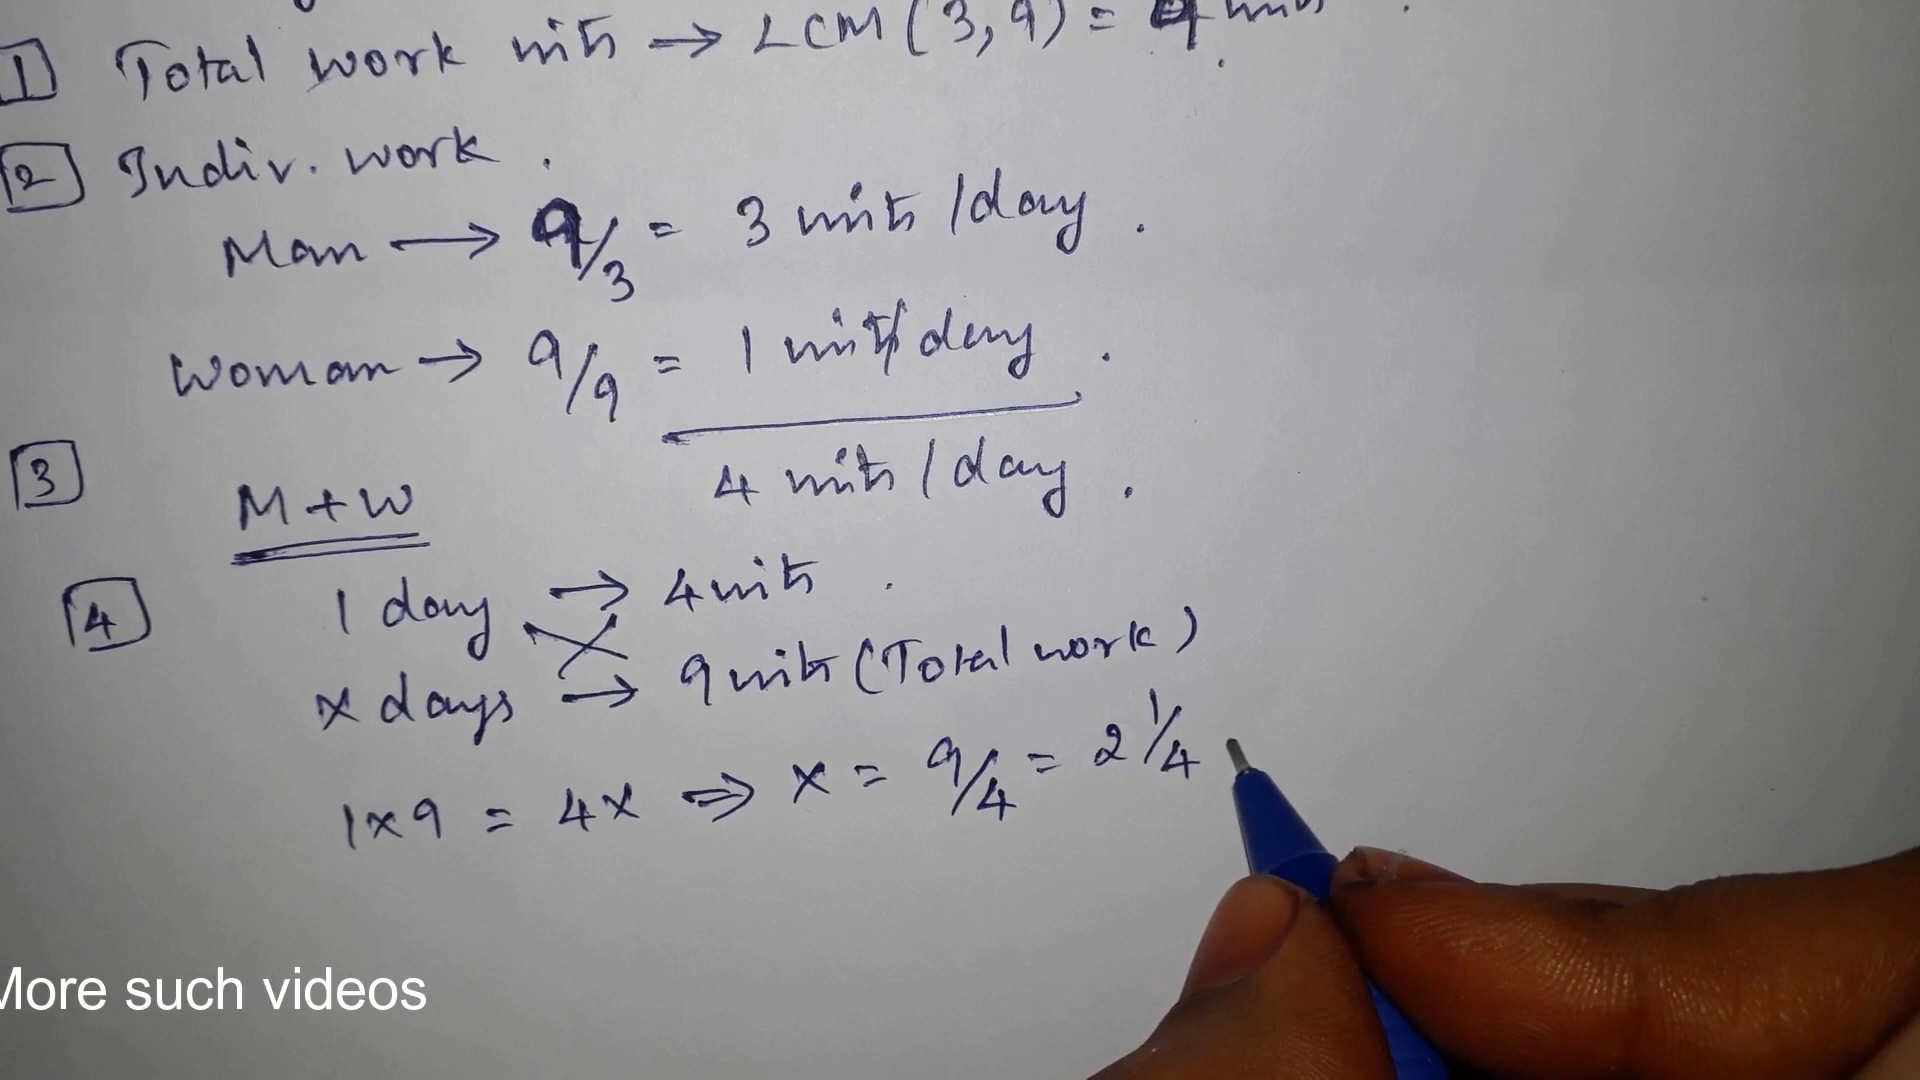 1 Total work units → LCM (3, 9) = 9 units.
2 Indiv. work.
Man → 9/3 = 3 units /day.
Woman → 9/9 = 1 unit/day.
4 units / day.
3 M + W
4 1 day → 4 units.
x days → 9 units (Total work)
1 x 9 = 4x ⇒ x = 9/4 = 2 1/4
More such videos